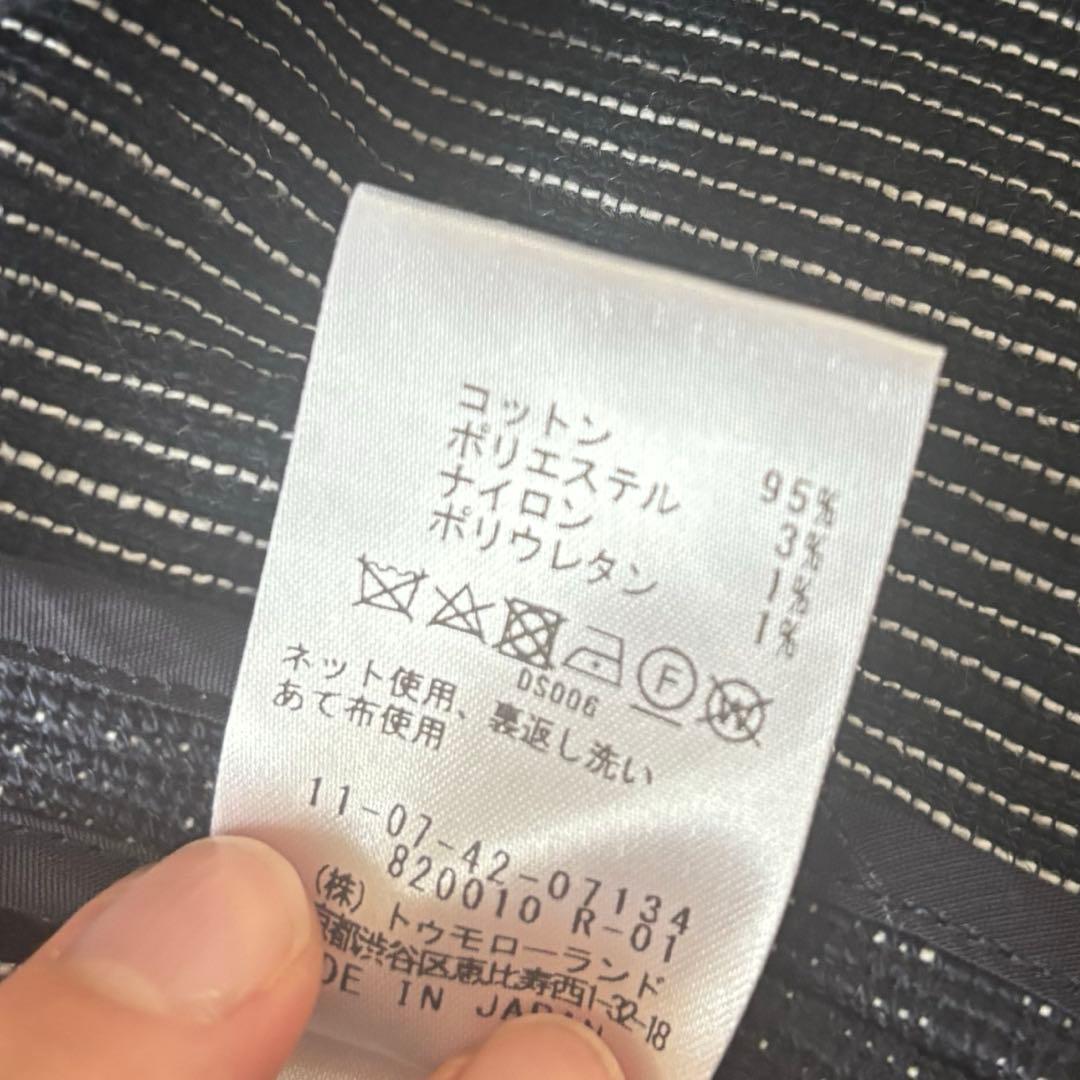 コットン 95%
ポリエステル 3%
ナイロン 1%
ポリウレタン 1%
F W
DS006
ネット使用、裏返し洗い
あて布使用
11-07-42-07134
820010 R-01
(株)トゥモローランド
京都渋谷区恵比寿西1-32-18
DE IN JAPAN